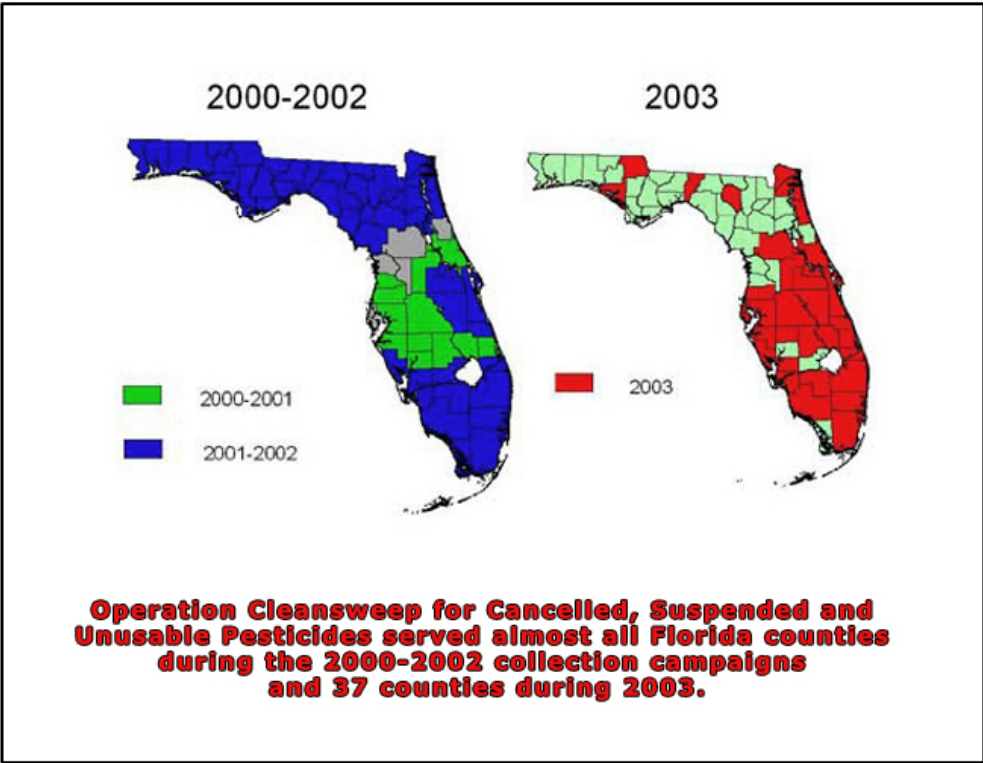 2000-2002
2003
2000-2001
2001-2002
2003
Operation Cleansweep for Cancelled, Suspended and
Unusable Pesticides served almost all Florida counties
during the 2000-2002 collection campaigns
and 37 counties during 2003.